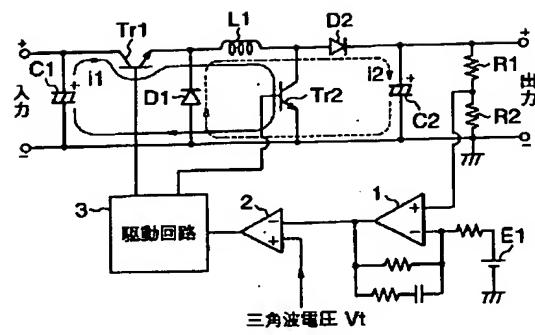 Tr1
L1
D2
+
+
C1
+
i1
i2
+
R1
入力
D1
Tr2
C2
R2
出力
−
−
3
駆動回路
2
−
+
1
+
−
E1
三角波電圧 Vt